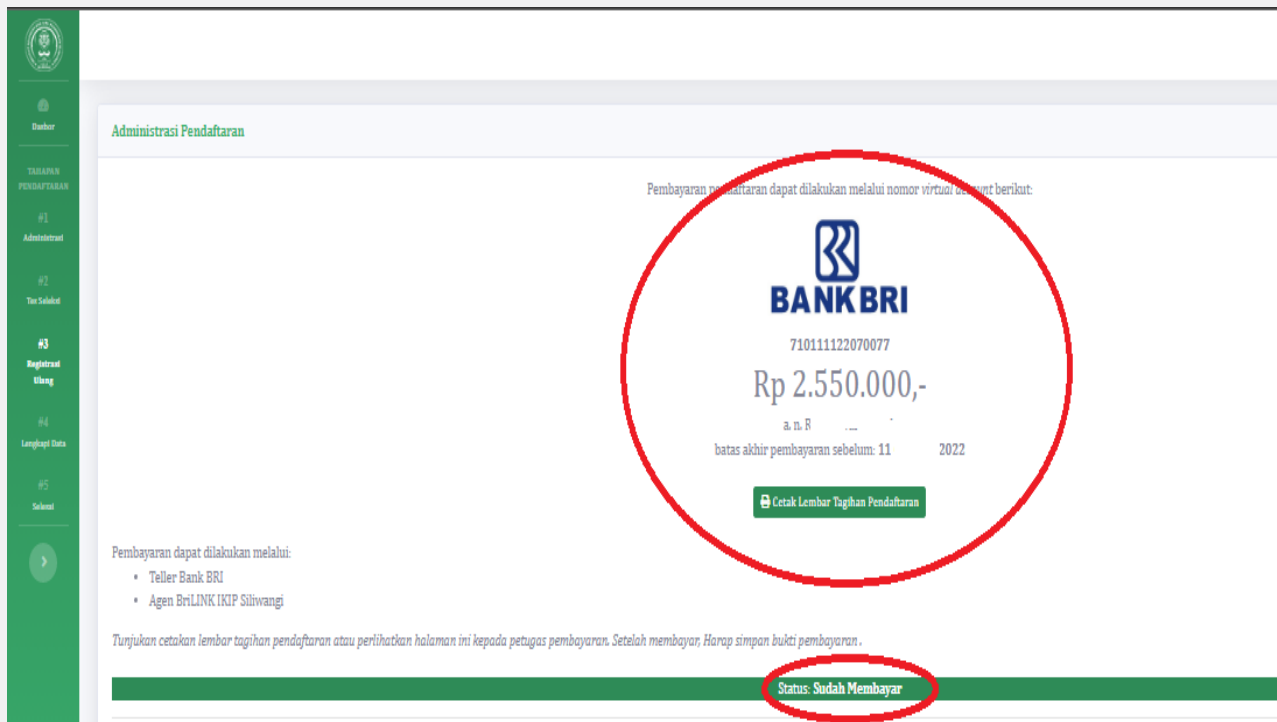 Dasbor
TAHAPAN
PENDAFTARAN
#1
Administrasi
#2
Tes Seleksi
#3
Registrasi
Ulang
#4
Lengkapi Data
#5
Selesai
Administrasi Pendaftaran
Pembayaran pendaftaran dapat dilakukan melalui nomor virtual account berikut:
BANK BRI
710111122070077
Rp 2.550.000,-
a. n. R
batas akhir pembayaran sebelum: 11 2022
Cetak Lembar Tagihan Pendaftaran
Pembayaran dapat dilakukan melalui:
• Teller Bank BRI
• Agen BriLINK IKIP Siliwangi
Tunjukan cetakan lembar tagihan pendaftaran atau perlihatkan halaman ini kepada petugas pembayaran. Setelah membayar, Harap simpan bukti pembayaran .
Status: Sudah Membayar